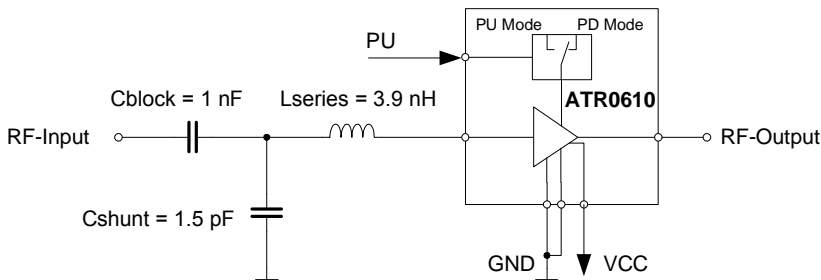 PU Mode PD Mode
PU
ATR0610
Cblock = 1 nF Lseries = 3.9 nH
RF-Input
RF-Output
Cshunt = 1.5 pF
GND VCC